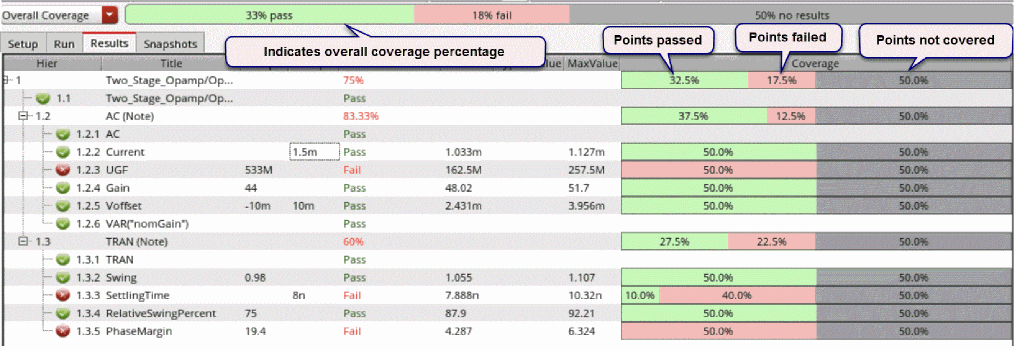 Overall Coverage 33% pass 18% fail 50% no results
Indicates overall coverage percentage
Points passed
Points failed
Points not covered
Setup Run Results Snapshots
Hier Title MaxValue Coverage
1 Two_Stage_Opamp/Op... 75% 32.5% 17.5% 50.0%
1.1 Two_Stage_Opamp/Op... Pass
1.2 AC (Note) 83.33% 37.5% 12.5% 50.0%
1.2.1 AC Pass
1.2.2 Current 1.5m Pass 1.033m 1.127m 50.0% 50.0%
1.2.3 UGF 533M Fail 162.5M 257.5M 50.0% 50.0%
1.2.4 Gain 44 Pass 48.02 51.7 50.0% 50.0%
1.2.5 Voffset -10m 10m Pass 2.431m 3.956m 50.0% 50.0%
1.2.6 VAR("nomGain") Pass
1.3 TRAN (Note) 60% 27.5% 22.5% 50.0%
1.3.1 TRAN Pass
1.3.2 Swing 0.98 Pass 1.055 1.107 50.0% 50.0%
1.3.3 SettlingTime 8n Fail 7.888n 10.32n 10.0% 40.0% 50.0%
1.3.4 RelativeSwingPercent 75 Pass 87.9 92.21 50.0% 50.0%
1.3.5 PhaseMargin 19.4 Fail 4.287 6.324 50.0% 50.0%